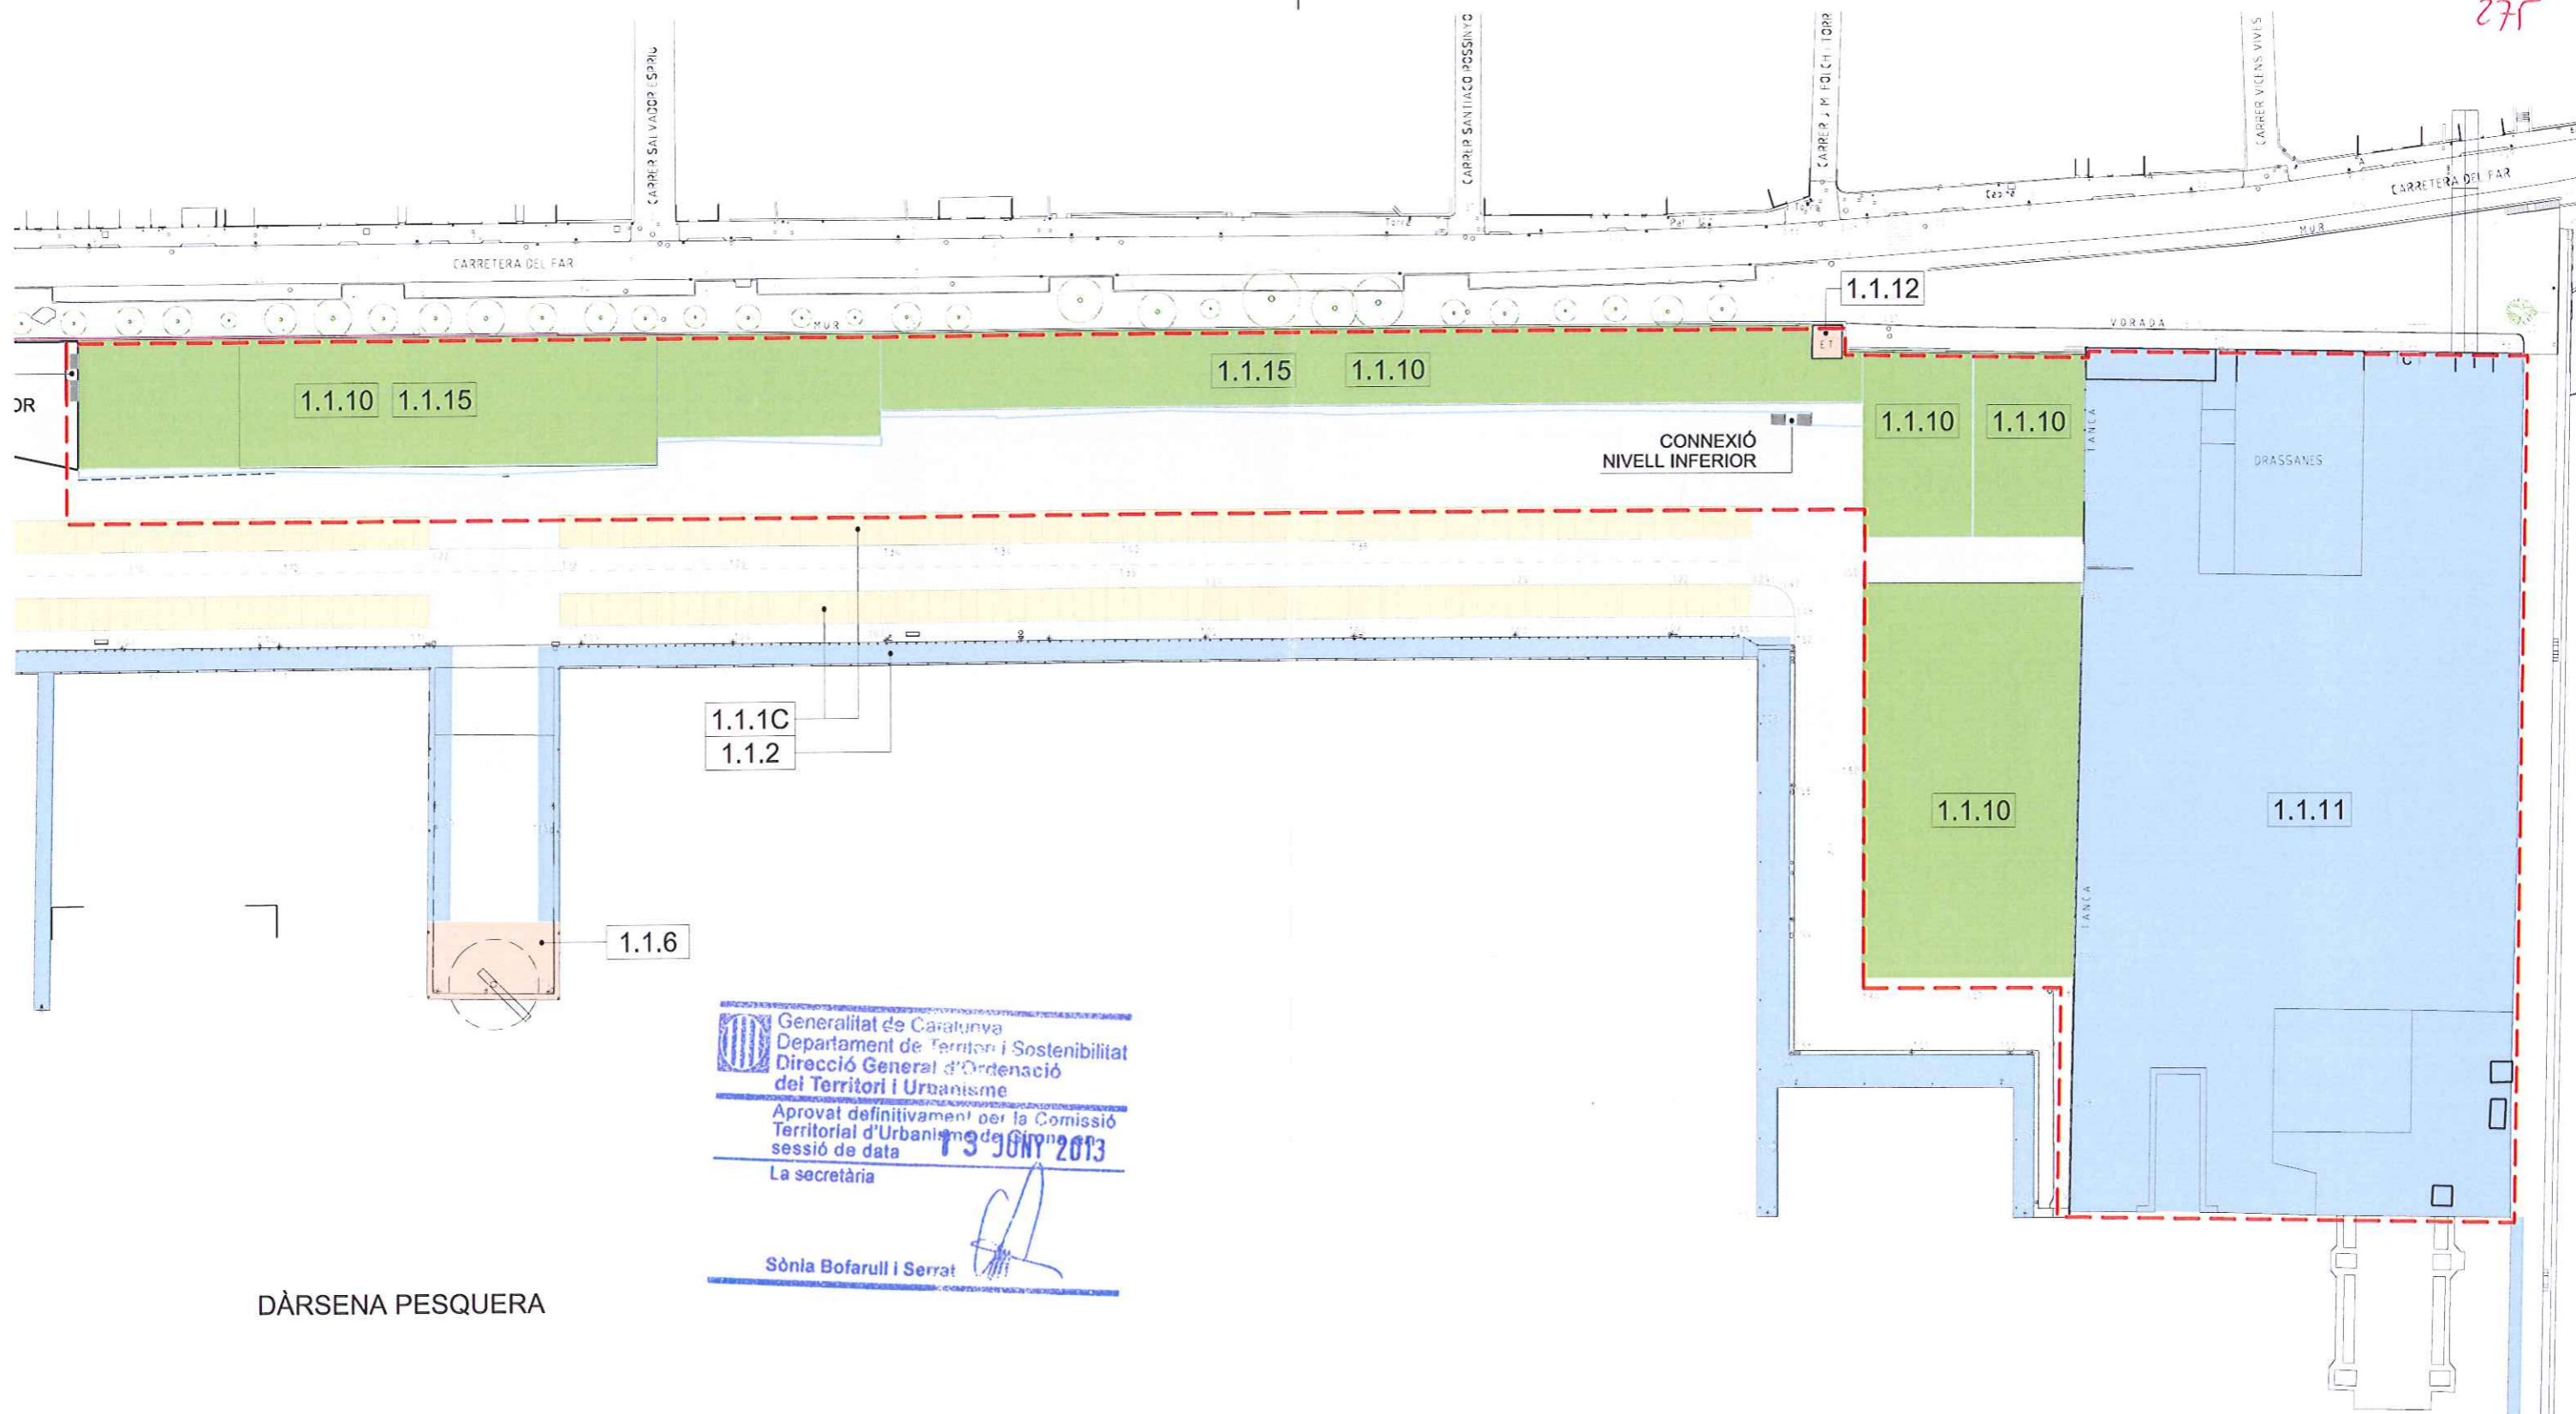 275
CARRER SALVADOR ESPRIU
CARRER SANTIAGO ROSSINYO
CARRER J M FOLCH I TORR
CARRER VICENS VIVES
CARRETERA DEL FAR
CARRETERA DEL FAR
MUR
MUR
VORADA
1.1.12
E T
OR
1.1.10 1.1.15
1.1.15 1.1.10
1.1.10 1.1.10
CONNEXIÓ
NIVELL INFERIOR
TANCA
DRASSANES
1.1.1C
1.1.2
1.1.10
1.1.11
TANCA
1.1.6
Generalitat de Catalunya
Departament de Territori i Sostenibilitat
Direcció General d'Ordenació
del Territori i Urbanisme
Aprovat definitivament per la Comissió
Territorial d'Urbanisme de Girona en
sessió de data 13 JUNY 2013
La secretària
Sònia Bofarull i Serrat
DÀRSENA PESQUERA